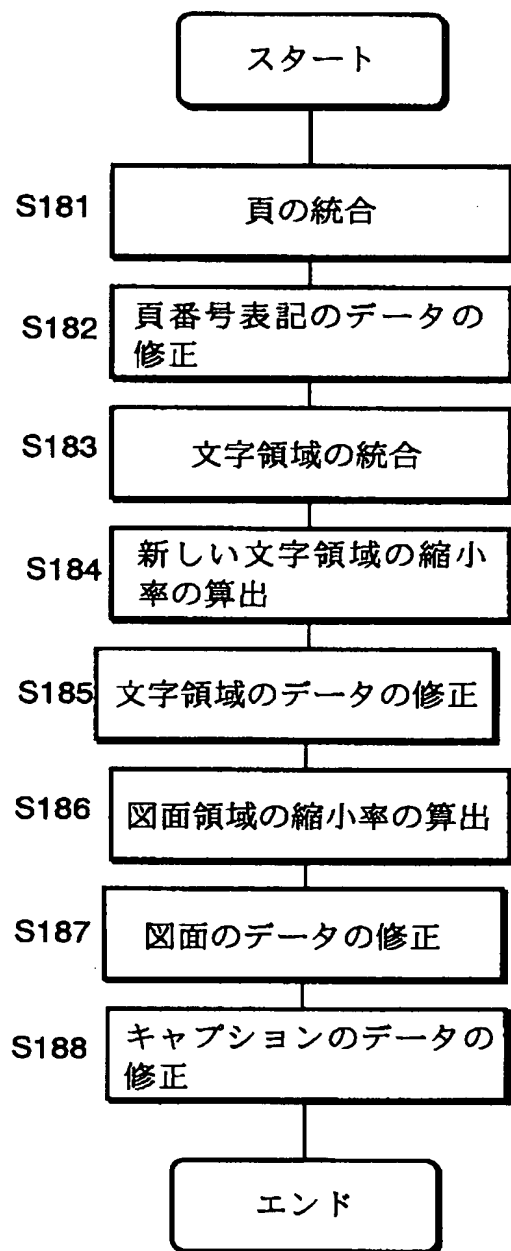 スタート
S181
頁の統合
S182
頁番号表記のデータの
修正
S183
文字領域の統合
S184
新しい文字領域の縮小
率の算出
S185
文字領域のデータの修正
S186
図面領域の縮小率の算出
S187
図面のデータの修正
S188
キャプションのデータの
修正
エンド